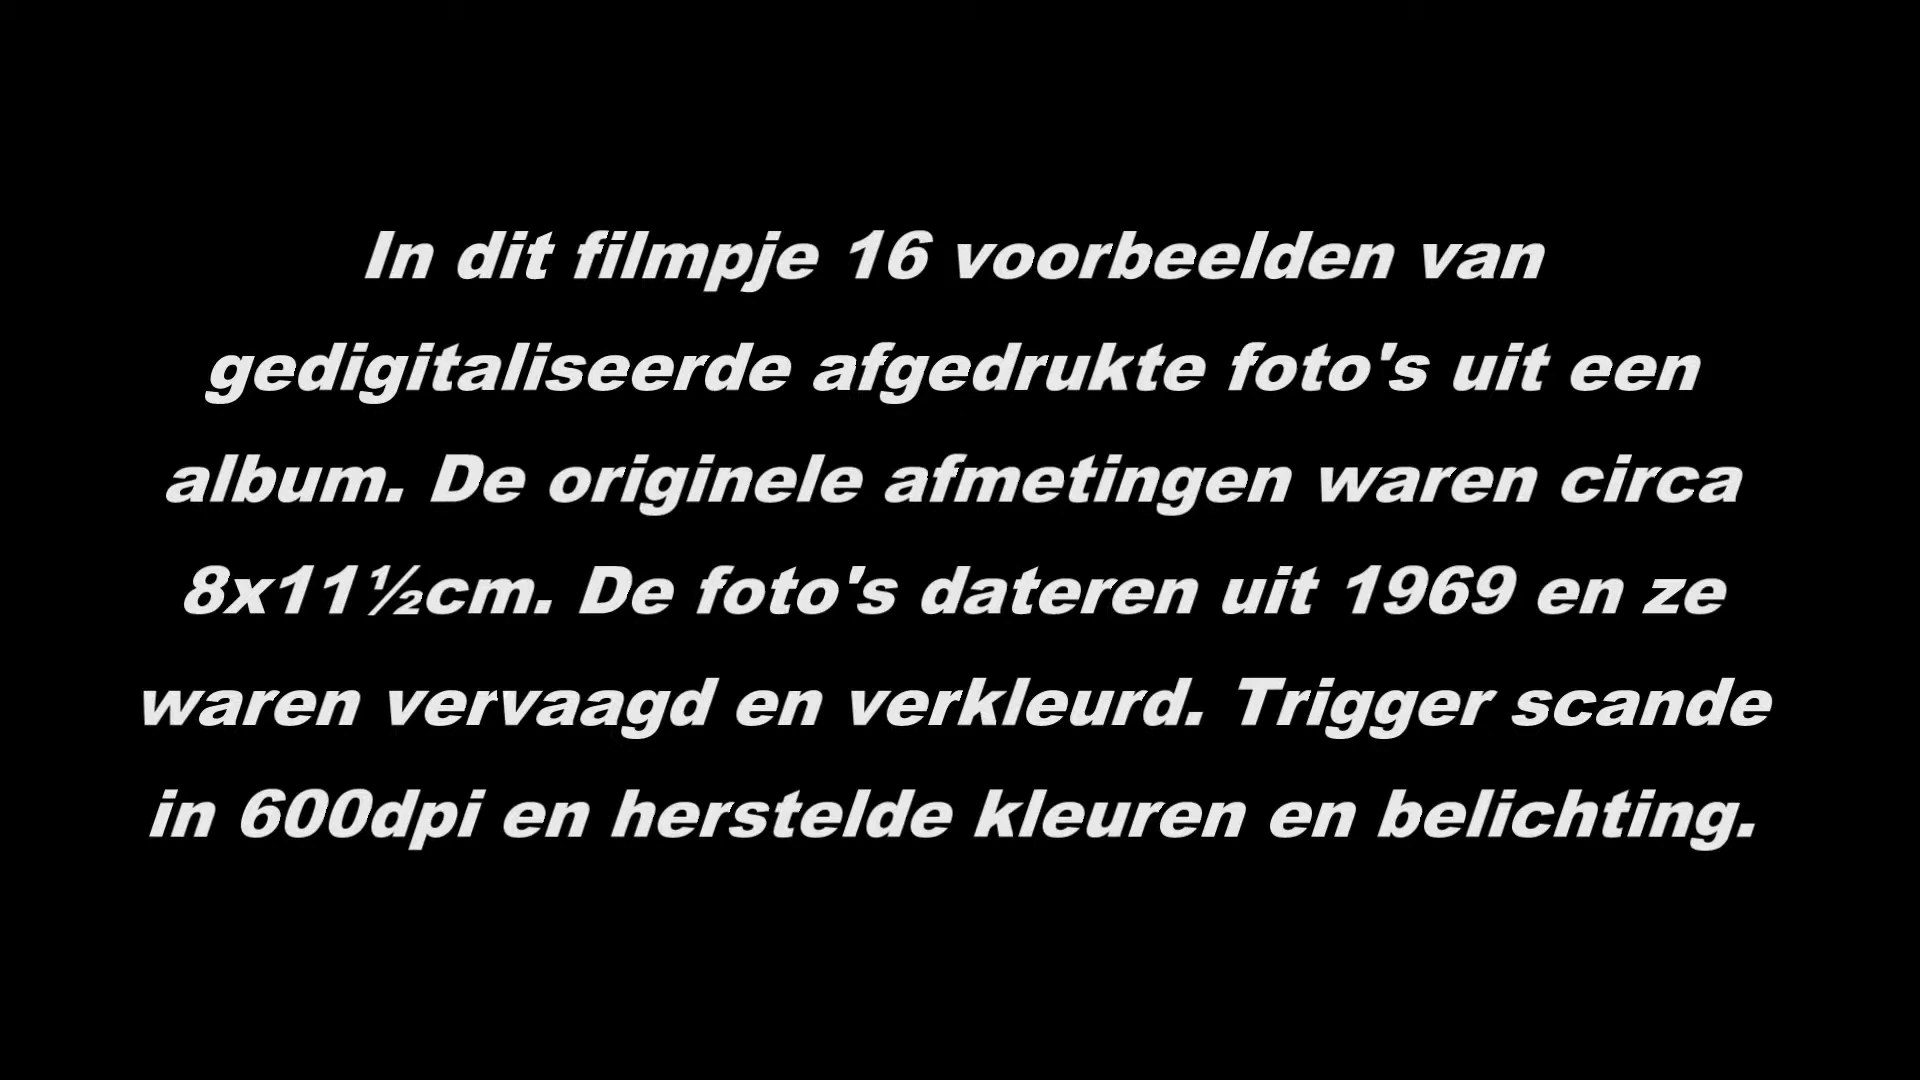 In dit filmpje 16 voorbeelden van
gedigitaliseerde afgedrukte foto's uit een
album. De originele afmetingen waren circa
8x11½cm. De foto's dateren uit 1969 en ze
waren vervaagd en verkleurd. Trigger scande
in 600dpi en herstelde kleuren en belichting.